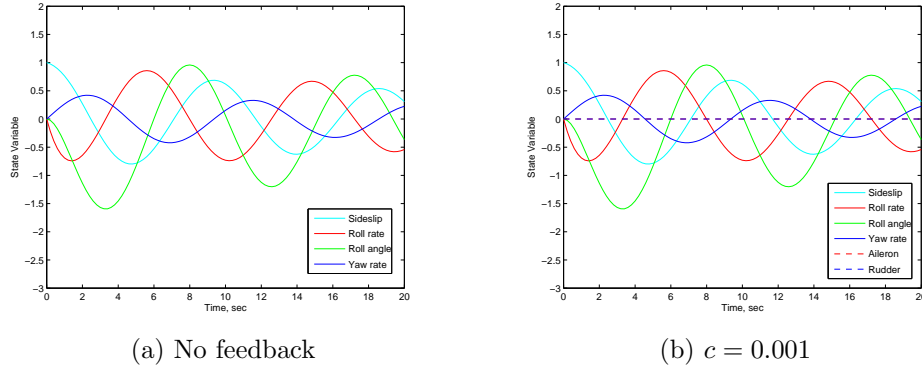 2
1.5
1
0.5
0
−0.5
−1
−1.5
−2
−2.5
−3
State Variable
0 2 4 6 8 10 12 14 16 18 20
Time, sec
Sideslip
Roll rate
Roll angle
Yaw rate
(a) No feedback
2
1.5
1
0.5
0
−0.5
−1
−1.5
−2
−2.5
−3
State Variable
0 2 4 6 8 10 12 14 16 18 20
Time, sec
Sideslip
Roll rate
Roll angle
Yaw rate
Aileron
Rudder
(b) c = 0.001